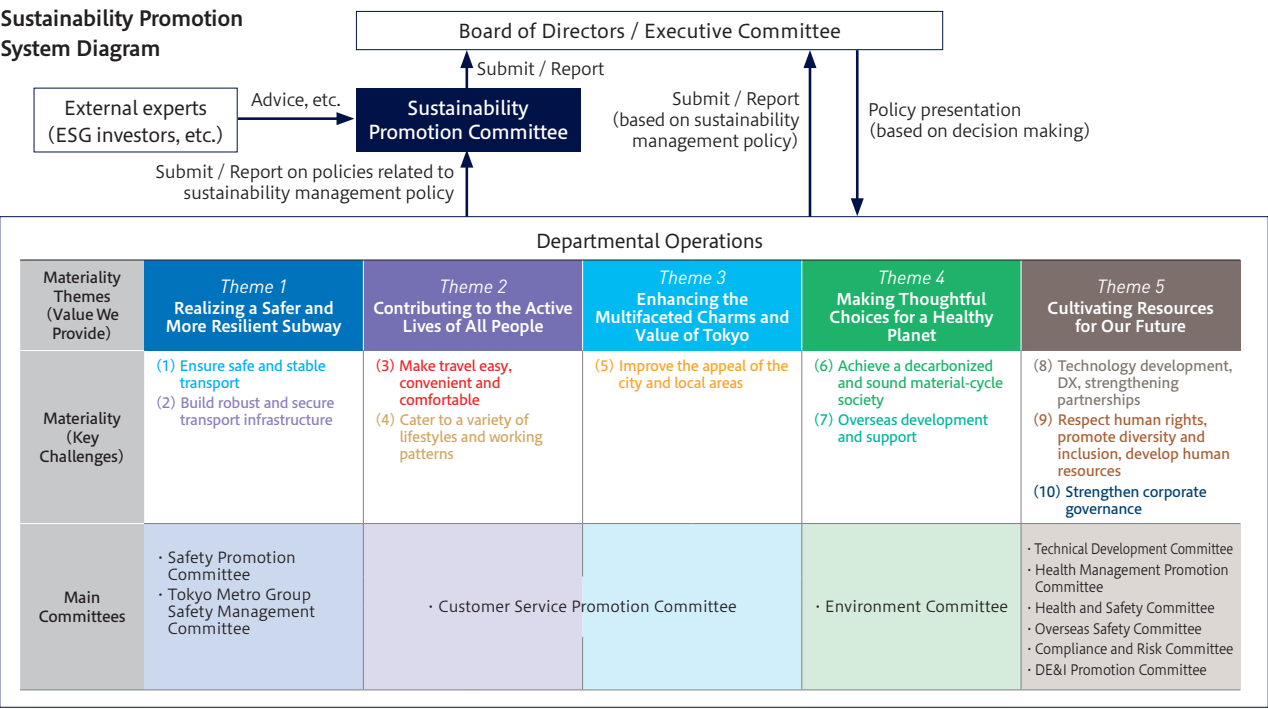 Sustainability Promotion
System Diagram
Board of Directors / Executive Committee
Submit / Report
External experts
(ESG investors, etc.)
Advice, etc.
Sustainability
Promotion Committee
Submit / Report
(based on sustainability
management policy)
Policy presentation
(based on decision making)
Submit / Report on policies related to
sustainability management policy
Departmental Operations
Materiality
Themes
(Value We
Provide)
Theme 1
Realizing a Safer and
More Resilient Subway
Theme 2
Contributing to the Active
Lives of All People
Theme 3
Enhancing the
Multifaceted Charms and
Value of Tokyo
Theme 4
Making Thoughtful
Choices for a Healthy
Planet
Theme 5
Cultivating Resources
for Our Future
Materiality
(Key
Challenges)
(1) Ensure safe and stable
transport
(2) Build robust and secure
transport infrastructure
(3) Make travel easy,
convenient and
comfortable
(4) Cater to a variety of
lifestyles and working
patterns
(5) Improve the appeal of the
city and local areas
(6) Achieve a decarbonized
and sound material-cycle
society
(7) Overseas development
and support
(8) Technology development,
DX, strengthening
partnerships
(9) Respect human rights,
promote diversity and
inclusion, develop human
resources
(10) Strengthen corporate
governance
Main
Committees
・Safety Promotion
Committee
・Tokyo Metro Group
Safety Management
Committee
・Customer Service Promotion Committee
・Environment Committee
・Technical Development Committee
・Health Management Promotion
Committee
・Health and Safety Committee
・Overseas Safety Committee
・Compliance and Risk Committee
・DE&I Promotion Committee